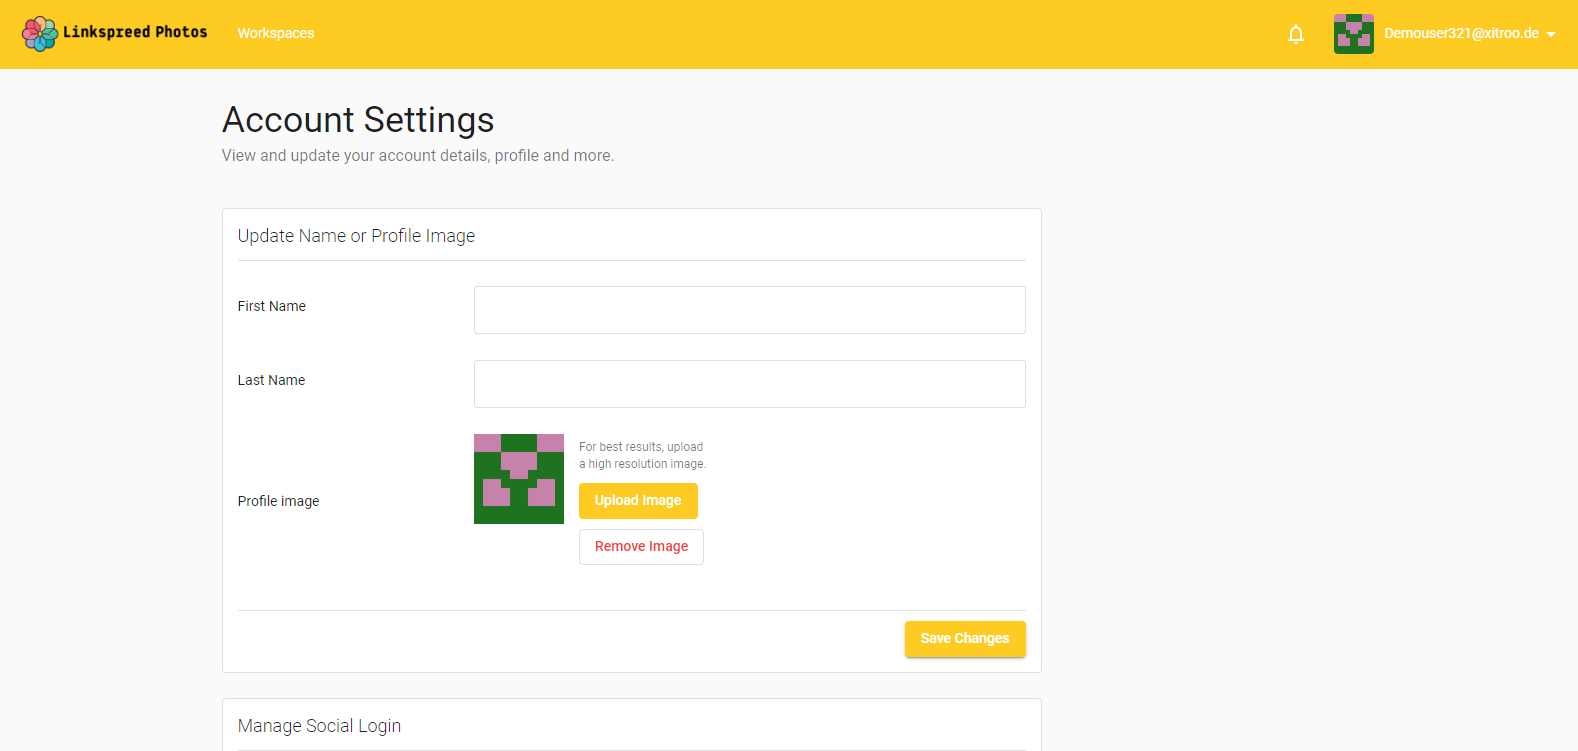 Linkspreed Photos
Workspaces
Demouser321@xitroo.de
Account Settings
View and update your account details, profile and more.
Update Name or Profile Image
First Name
Last Name
Profile image
For best results, upload
a high resolution image.
Upload Image
Remove Image
Save Changes
Manage Social Login